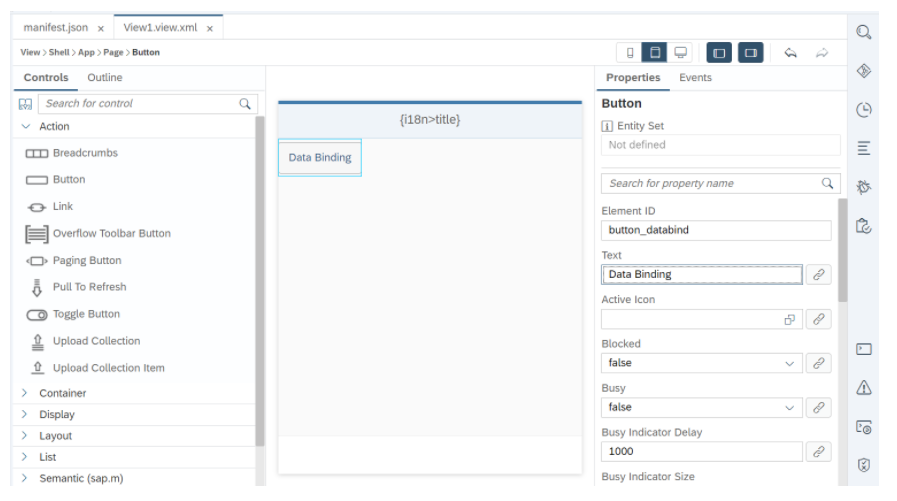 manifest.json x View1.view.xml x
View > Shell > App > Page > Button
Controls Outline
Search for control
Action
Breadcrumbs
Button
Link
Overflow Toolbar Button
Paging Button
Pull To Refresh
Toggle Button
Upload Collection
Upload Collection Item
Container
Display
Layout
List
Semantic (sap.m)
{i18n>title}
Data Binding
Properties Events
Button
Entity Set
Not defined
Search for property name
Element ID
button_databind
Text
Data Binding
Active Icon
Blocked
false
Busy
false
Busy Indicator Delay
1000
Busy Indicator Size